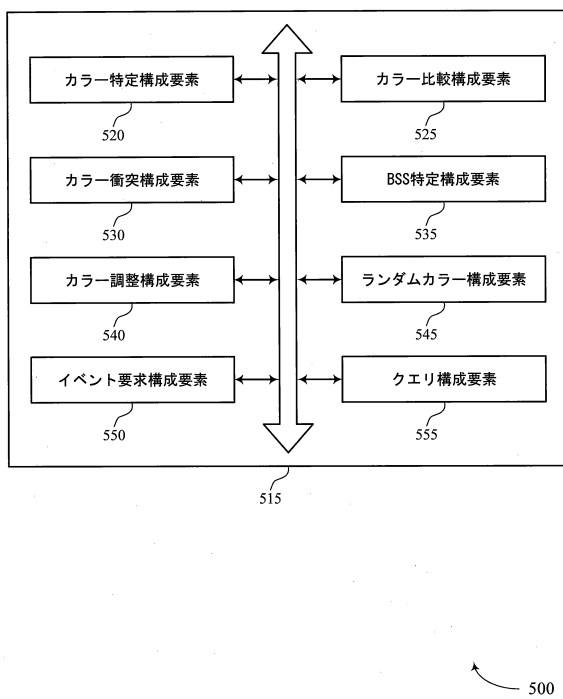 カラー特定構成要素
520
カラー比較構成要素
525
カラー衝突構成要素
530
BSS特定構成要素
535
カラー調整構成要素
540
ランダムカラー構成要素
545
イベント要求構成要素
550
クエリ構成要素
555
515
500